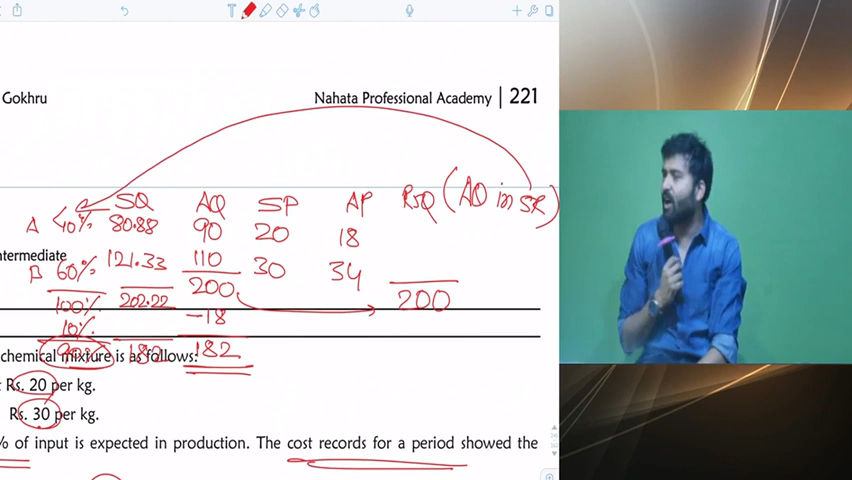 Gokhru Nahata Professional Academy | 221
SQ AQ SP AP RSQ (AQ in SR)
A 40% 80.88 90 20 18
ntermediate
B 60% 121.33 110 30 34
100% 202.22 200 200
10% -18
90% 182 182
chemical mixture is as follows:
Rs. 20 per kg.
Rs. 30 per kg.
% of input is expected in production. The cost records for a period showed the